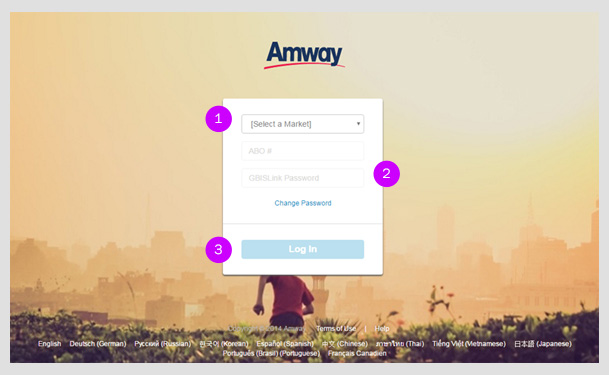 Amway
1
[Select a Market]
ABO #
GBISLink Password
2
Change Password
3
Log In
Copyright © 2014 Amway Terms of Use | Help
English Deutsch (German) Русский (Russian) 한국어 (Korean) Español (Spanish) 中文 (Chinese) ภาษาไทย (Thai) Tiếng Việt (Vietnamese) 日本語 (Japanese)
Português (Brasil) (Portuguese) Français Canadien